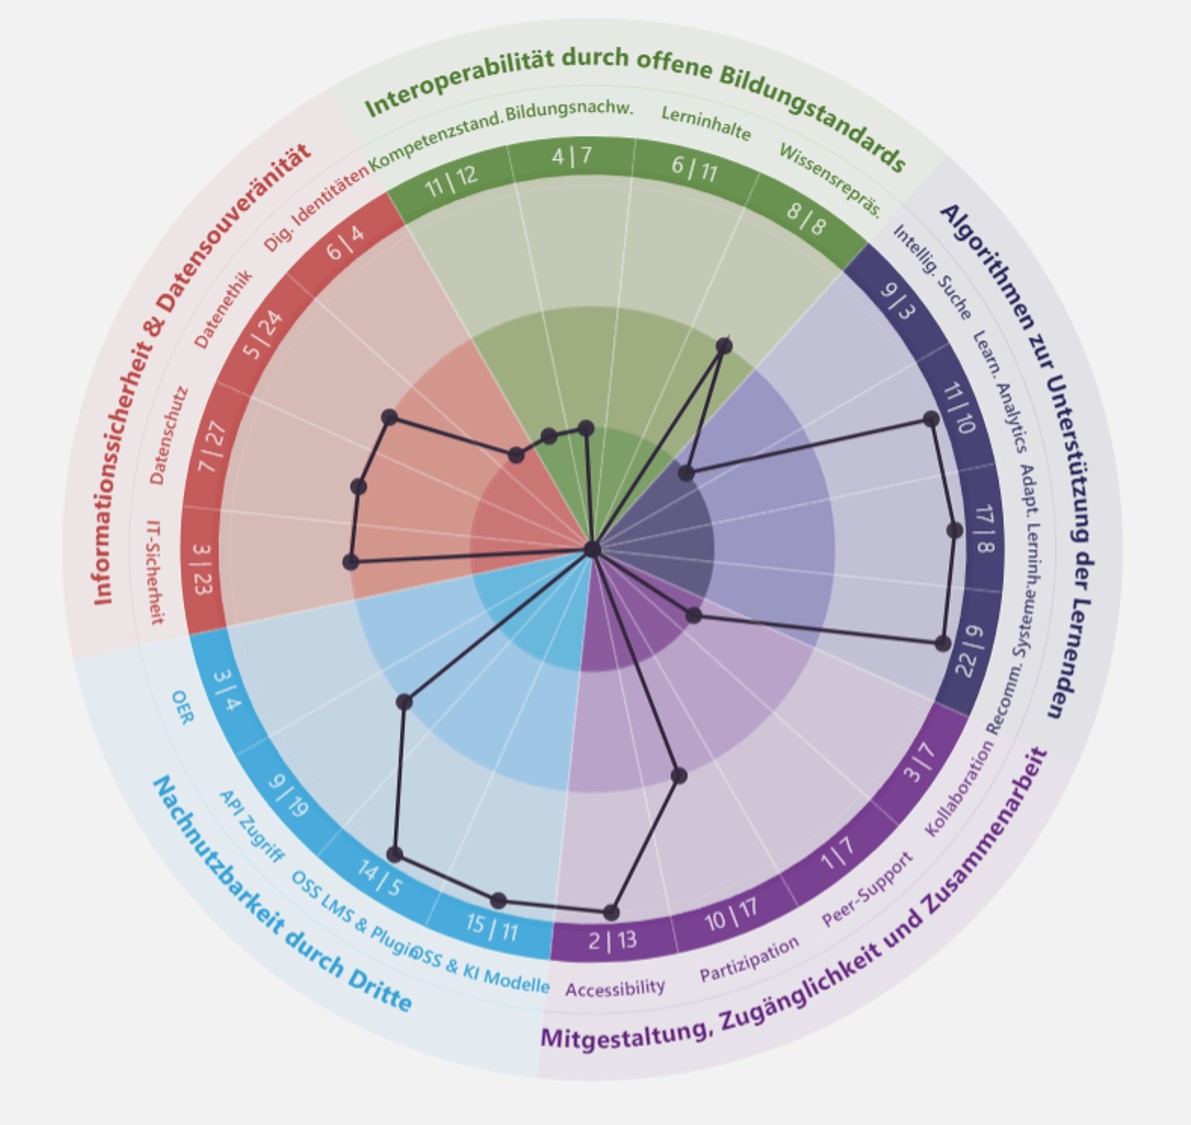 Interoperabilität durch offene Bildungstandards
Kompetenzstand.
11|12
Bildungsnachw.
4|7
Lerninhalte
6|11
Wissensrepräs.
8|8
Algorithmen zur Unterstützung der Lernenden
Intellig. Suche
9|3
Learn. Analytics
11|10
Adapt. Lerninh.
17|8
Recomm. Systeme
22|9
Mitgestaltung, Zugänglichkeit und Zusammenarbeit
Kollaboration
3|7
Peer-Support
1|7
Partizipation
10|17
Accessibility
2|13
Nachnutzbarkeit durch Dritte
OSS & KI Modelle
15|11
OSS LMS & Plugi
14|5
API Zugriff
9|19
OER
3|4
Informationssicherheit & Datensouveränität
IT-Sicherheit
3|23
Datenschutz
7|27
Datenethik
5|24
Dig. Identitäten
6|4